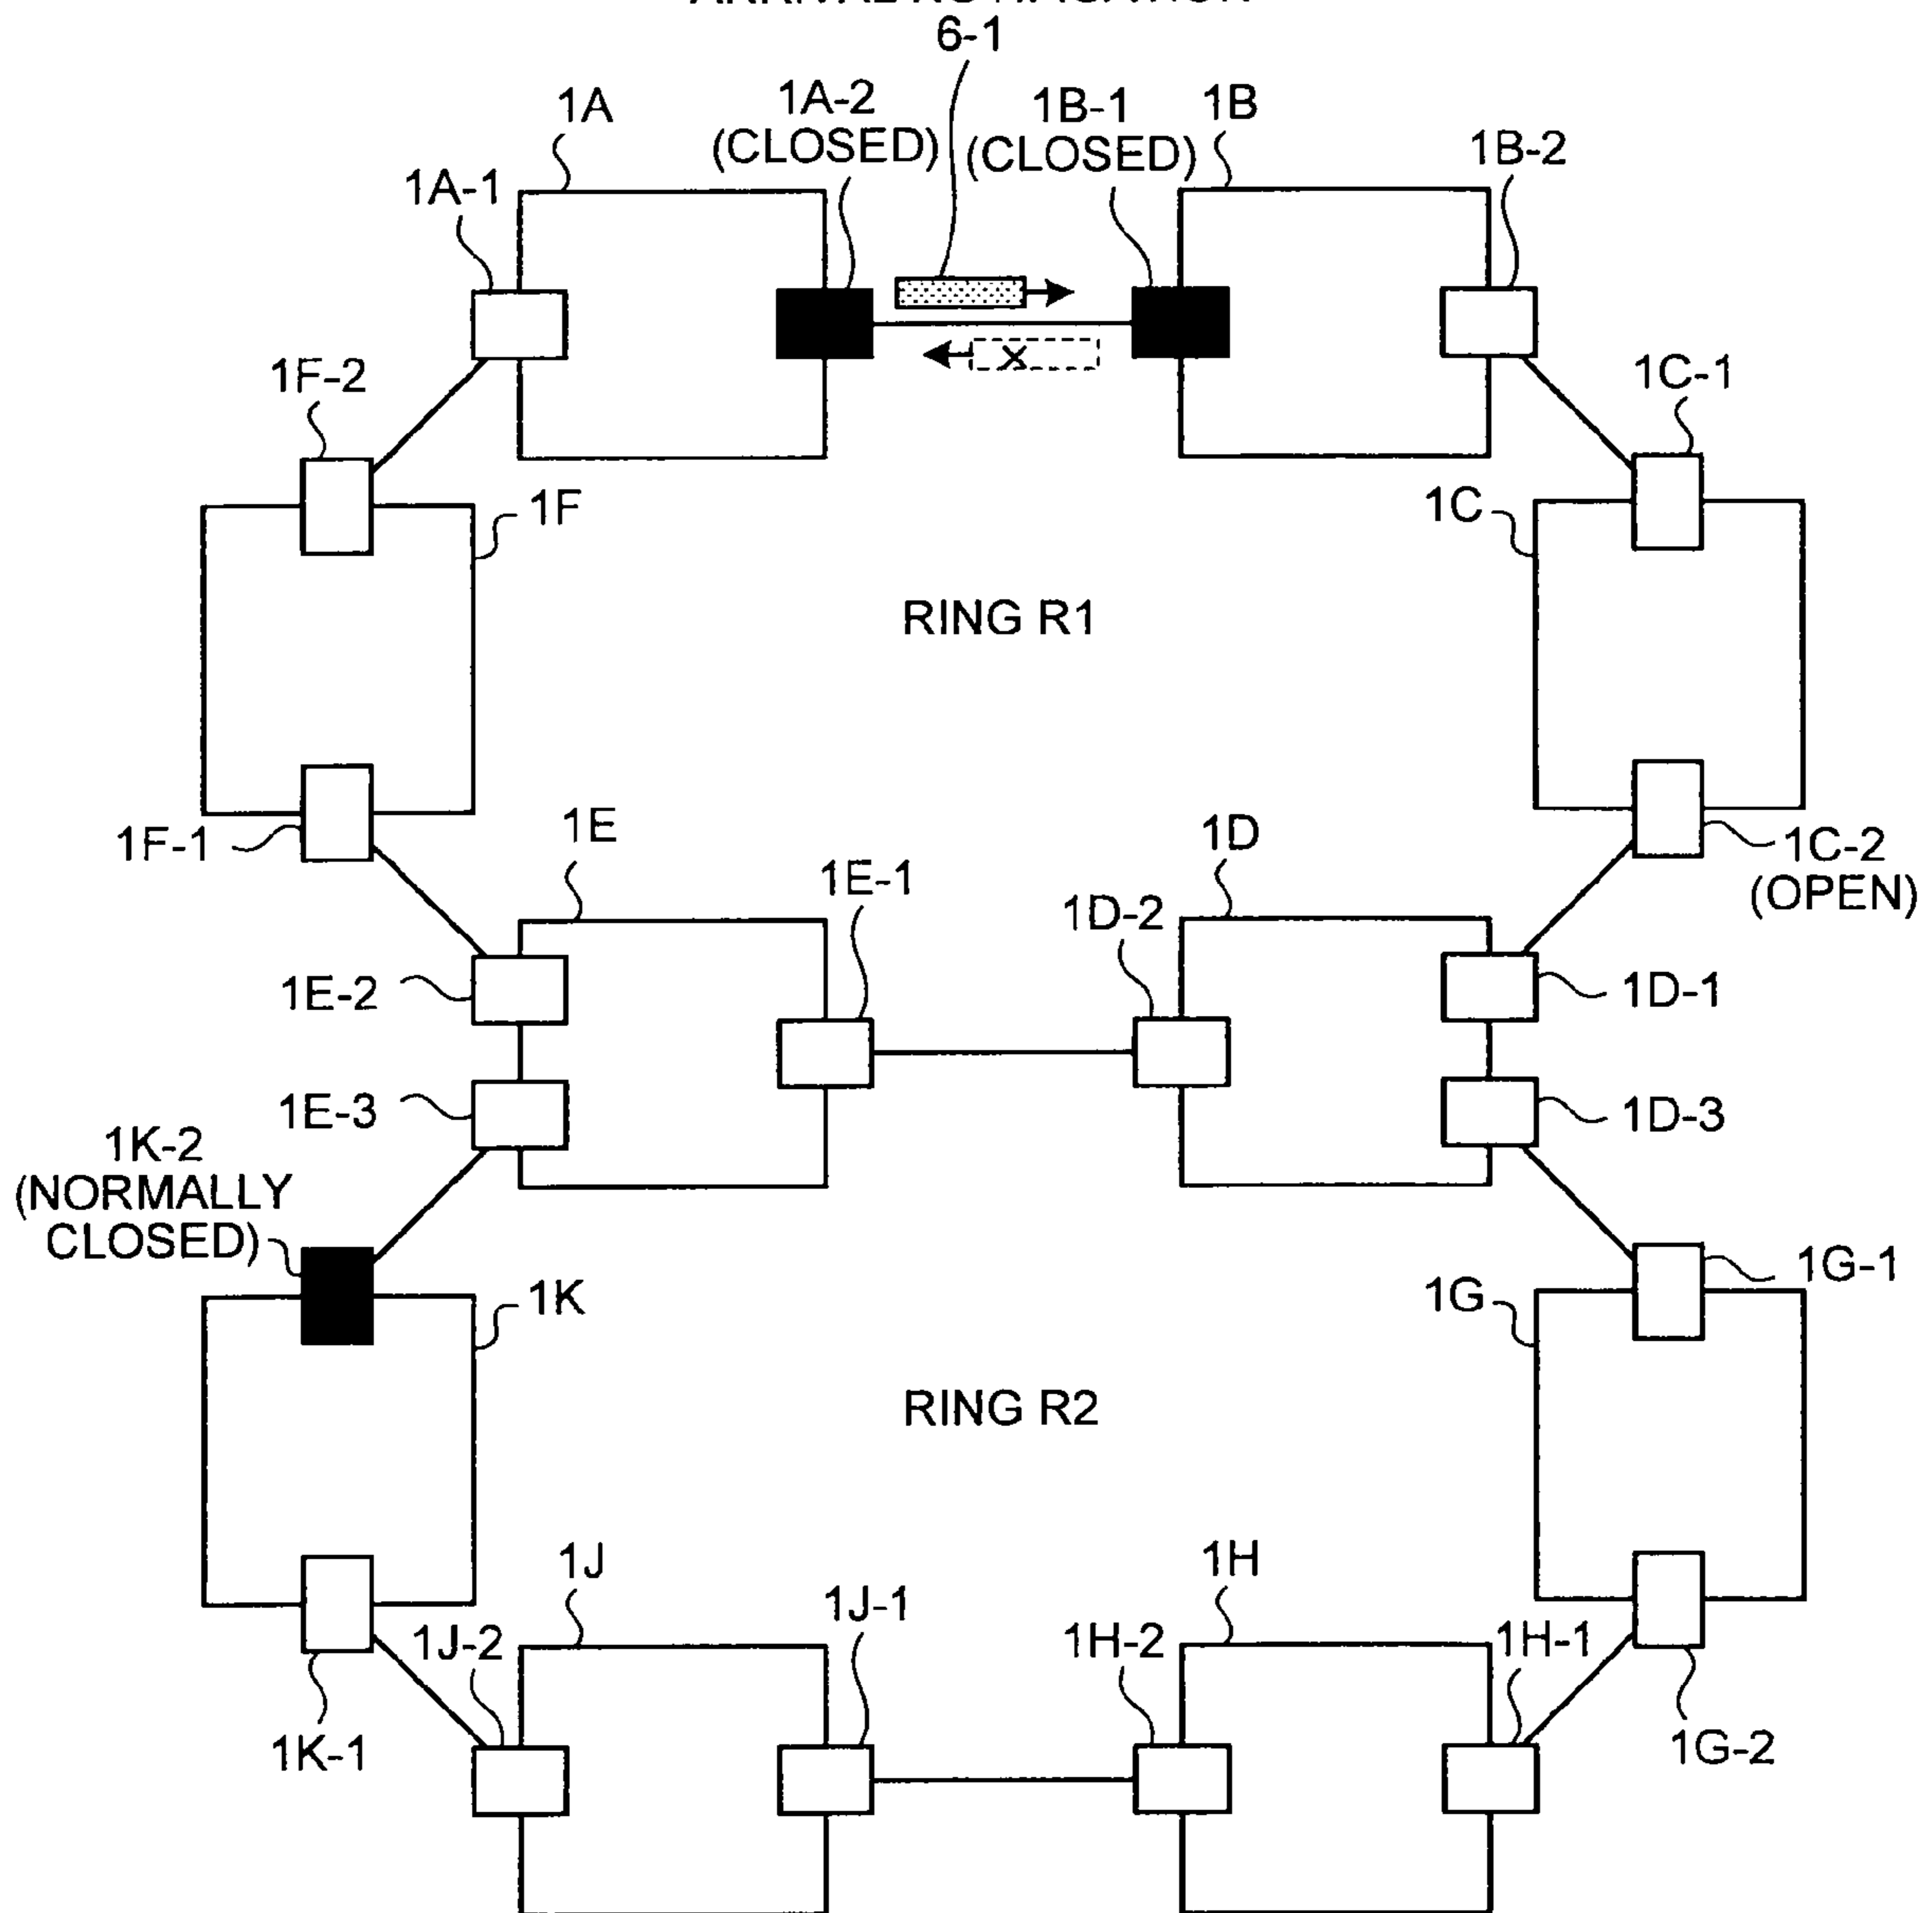 6-1
1A
1A-2
(CLOSED)
1B-1
(CLOSED)
1B
1B-2
1A-1
1F-2
1C-1
1F
1C
RING R1
1F-1
1E
1E-1
1D
1D-2
1C-2
(OPEN)
1E-2
1D-1
1E-3
1D-3
1K-2
(NORMALLY
CLOSED)
1K
1G
1G-1
RING R2
1J
1J-1
1H
1J-2
1H-2
1H-1
1K-1
1G-2